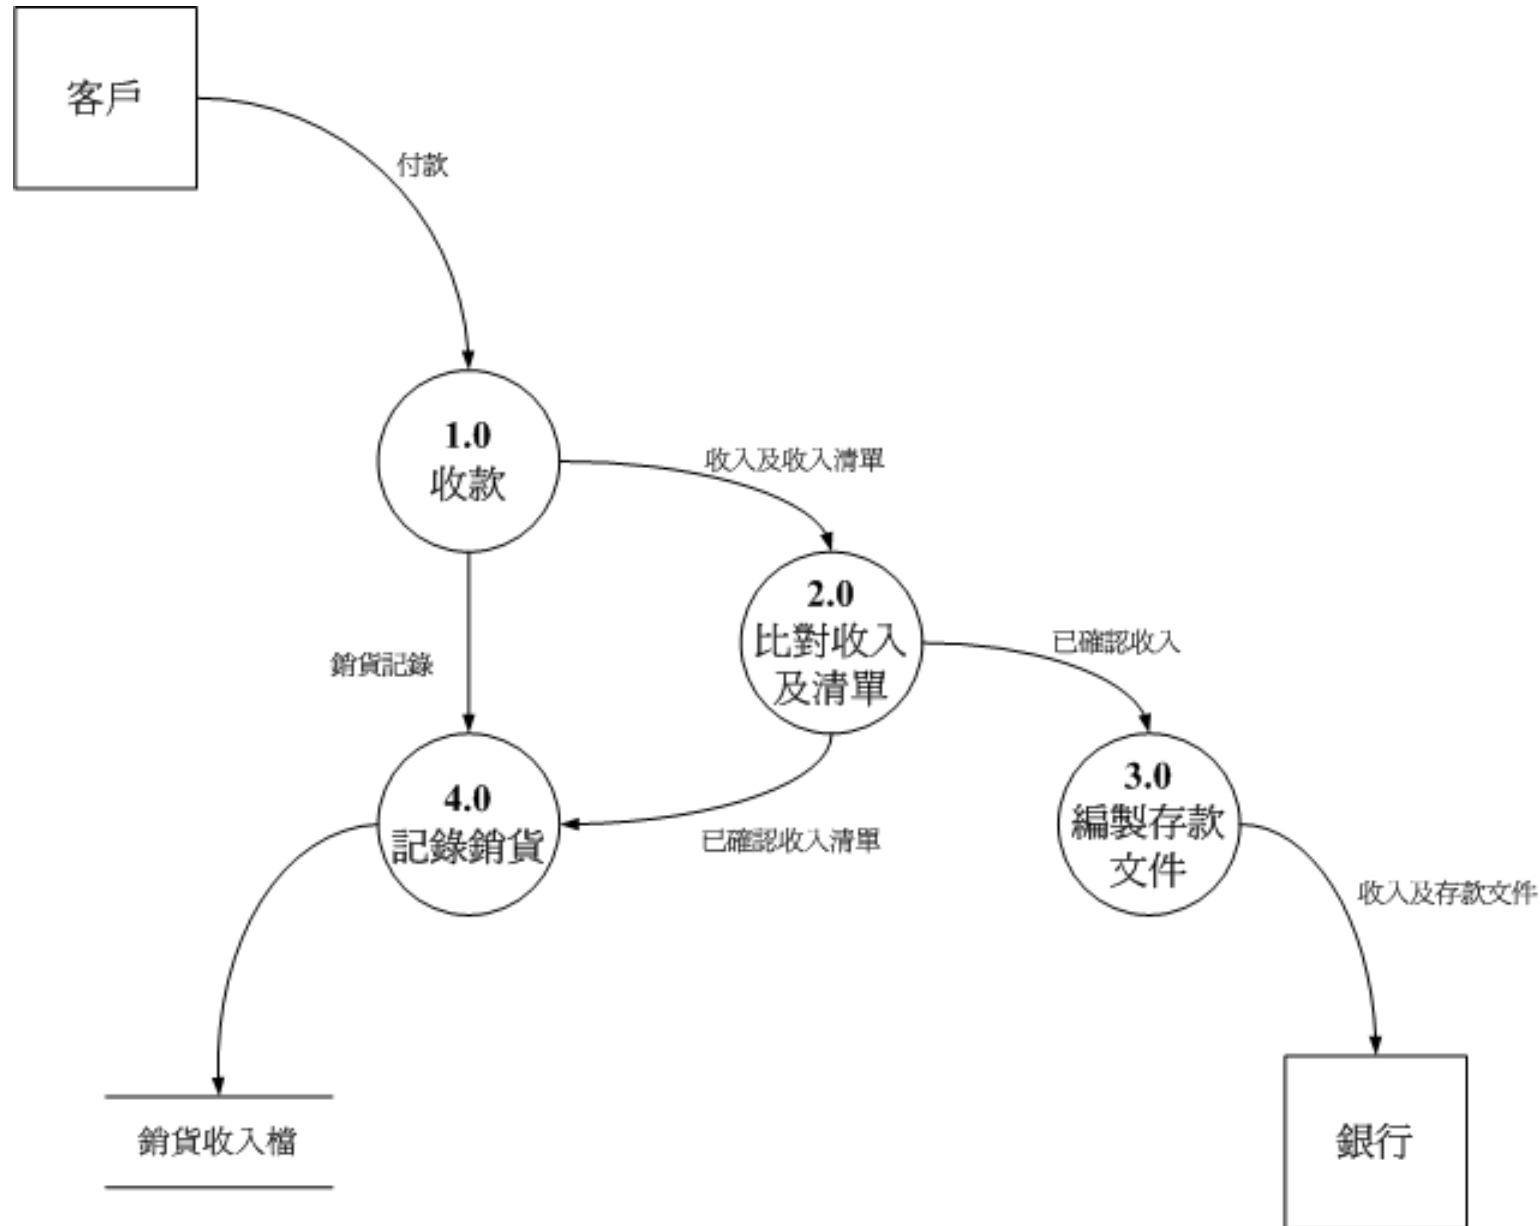 客戶
付款
1.0
收款
收入及收入清單
2.0
比對收入
及清單
已確認收入
銷貨記錄
3.0
編製存款
文件
4.0
記錄銷貨
已確認收入清單
收入及存款文件
銷貨收入檔
銀行